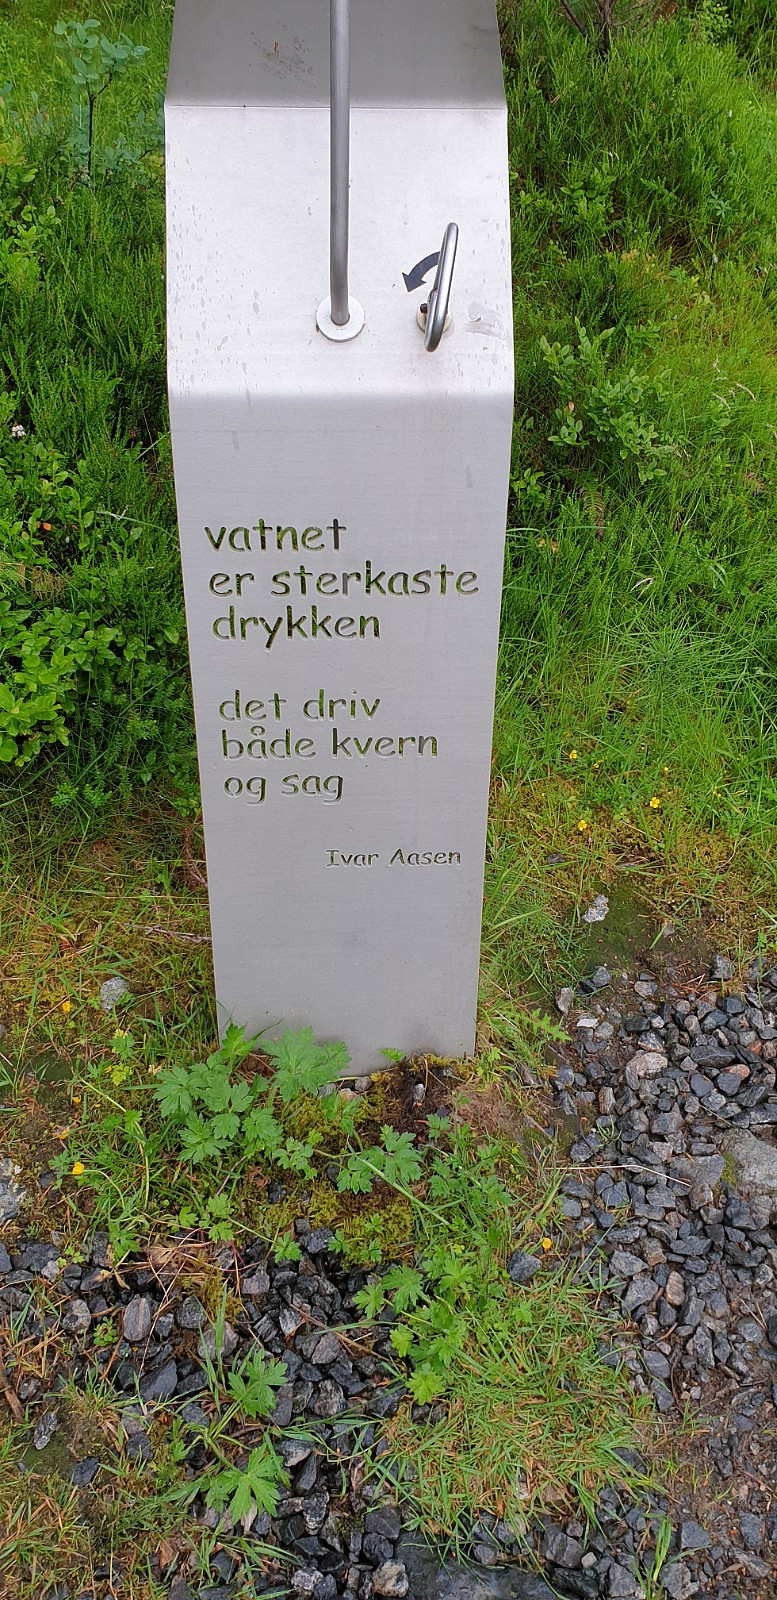 vatnet
er sterkaste
drykken
det driv
både kvern
og sag
Ivar Aasen